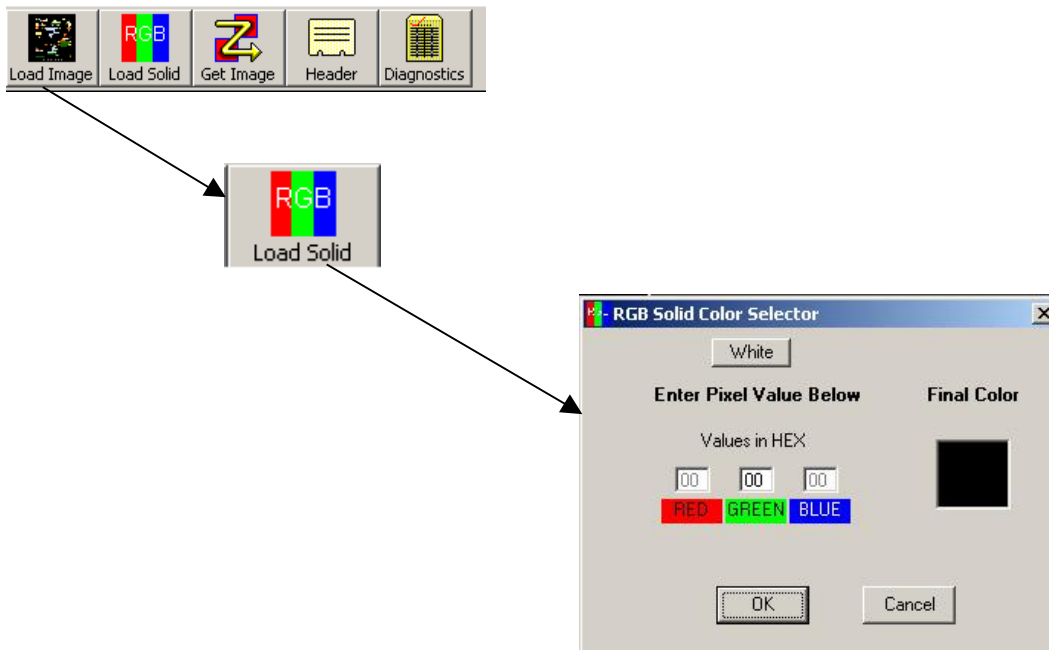 RGB
Load Image Load Solid Get Image Header Diagnostics
RGB
Load Solid
- RGB Solid Color Selector
White
Enter Pixel Value Below Final Color
Values in HEX
00 00 00
RED GREEN BLUE
OK Cancel